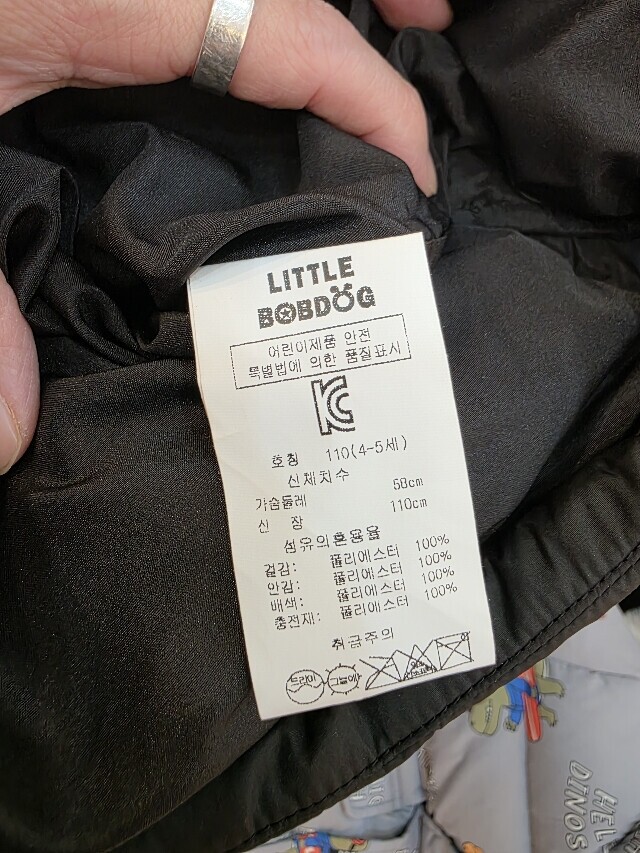 LITTLE
BOBDOG
어린이제품 안전
특별법에 의한 품질표시
KC
호칭 110(4-5세)
신체치수
가슴둘레 58cm
신 장 110cm
섬유의혼용율
겉감: 폴리에스터 100%
안감: 폴리에스터 100%
배색: 폴리에스터 100%
충전재: 폴리에스터 100%
취급주의
드라이
HEL
DINOS